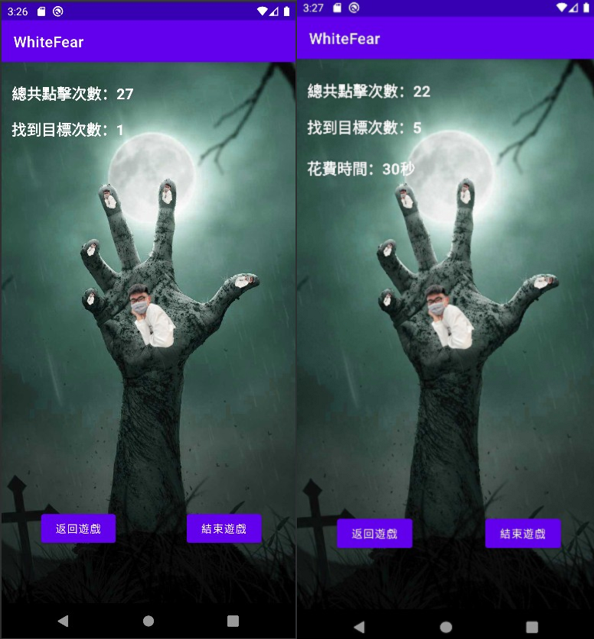 3:26
WhiteFear
總共點擊次數：27
找到目標次數：1
返回遊戲
結束遊戲
3:27
WhiteFear
總共點擊次數：22
找到目標次數：5
花費時間：30秒
返回遊戲
結束遊戲